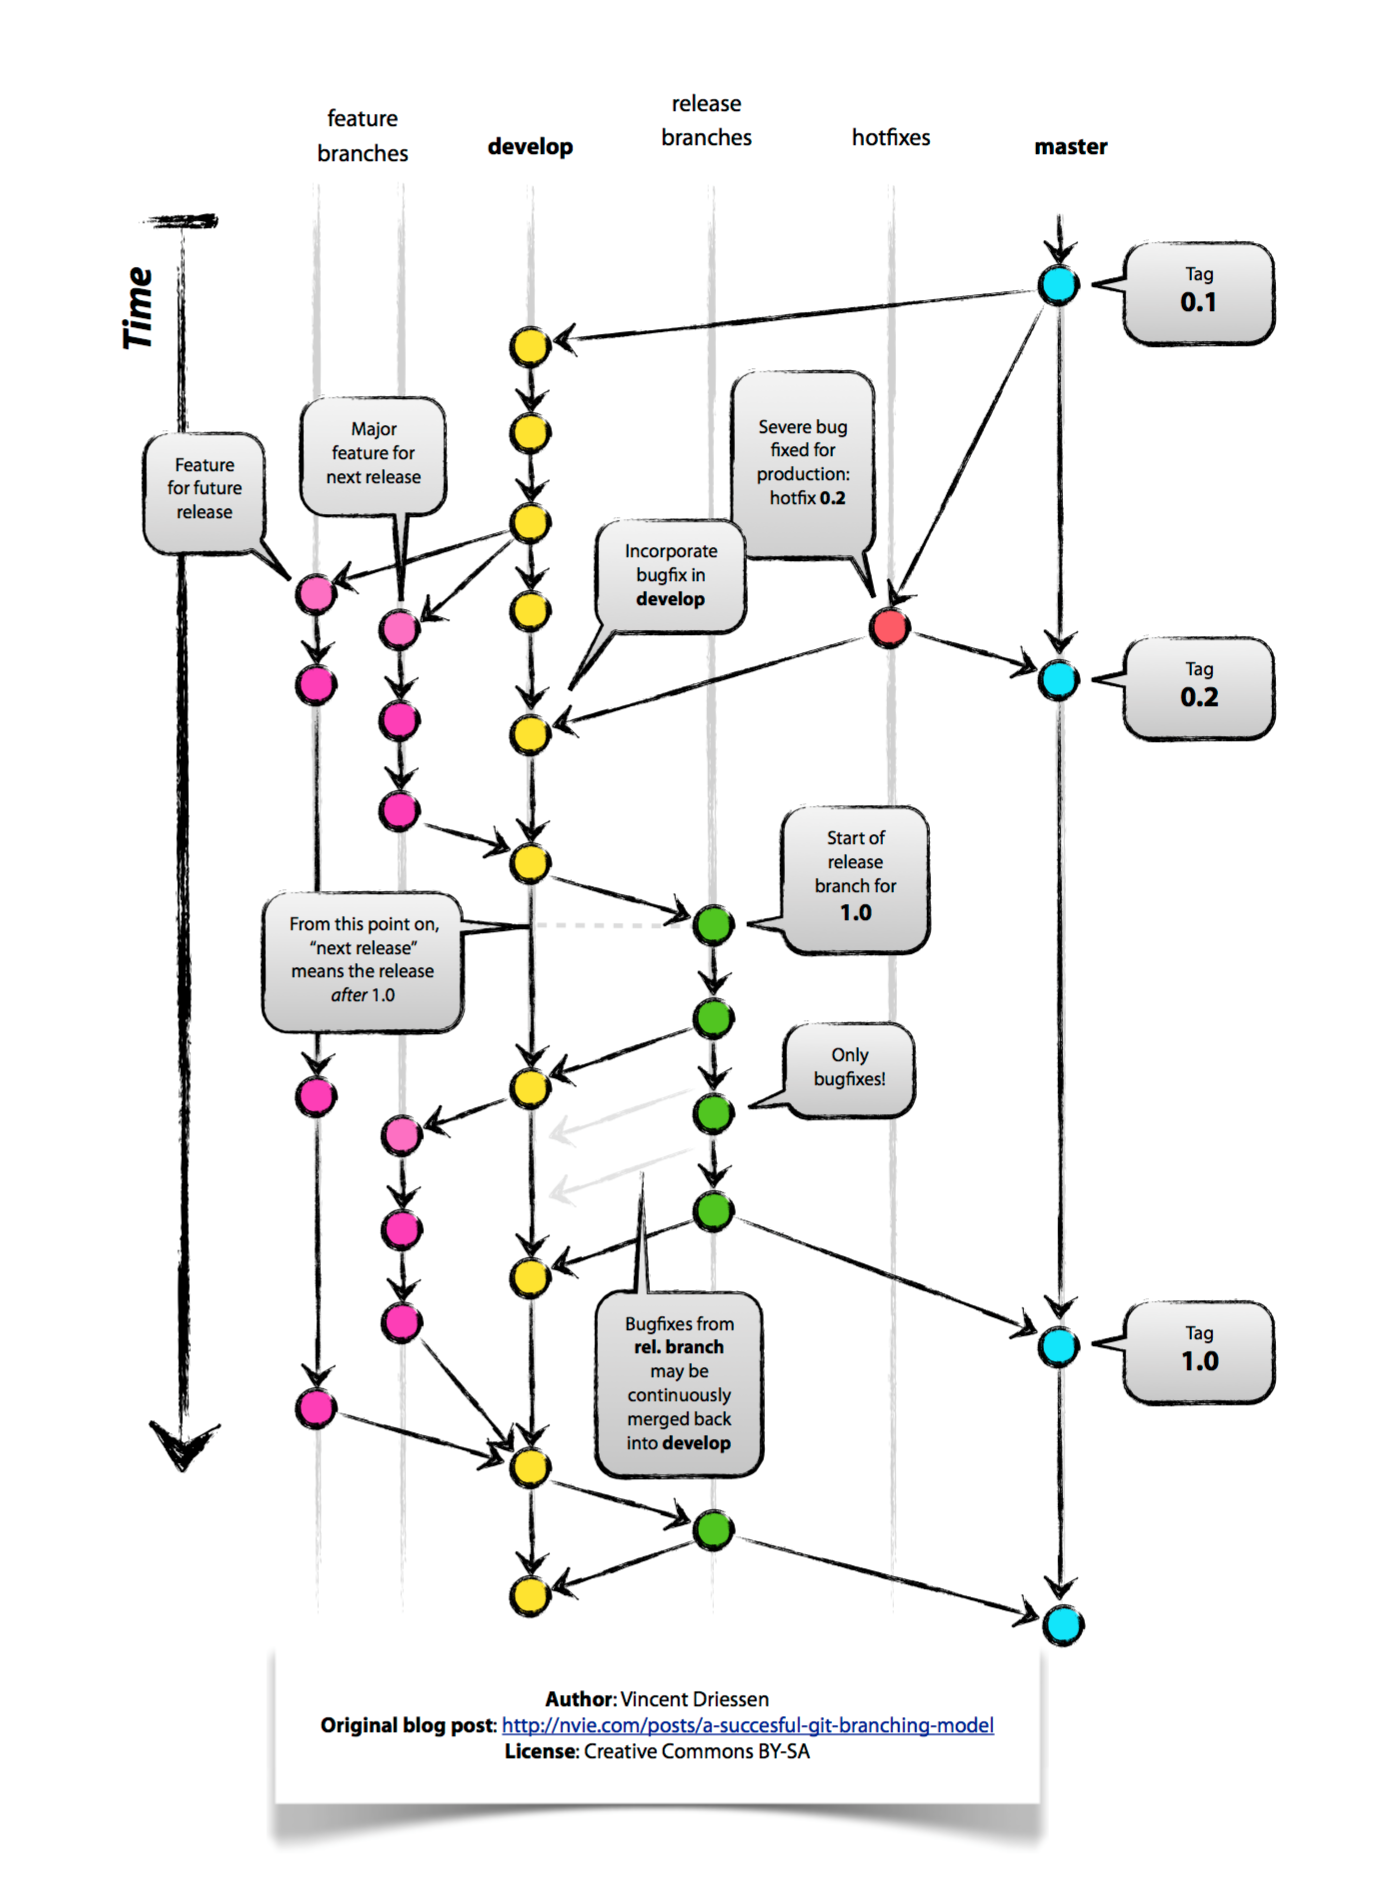 feature
branches
develop
release
branches
hotfixes
master
Time
Tag
0.1
Major
feature for
next release
Severe bug
fixed for
production:
hotfix 0.2
Feature
for future
release
Incorporate
bugfix in
develop
Tag
0.2
Start of
release
branch for
1.0
From this point on,
“next release”
means the release
after 1.0
Only
bugfixes!
Bugfixes from
rel. branch
may be
continuously
merged back
into develop
Tag
1.0
Author: Vincent Driessen
Original blog post: http://nvie.com/posts/a-succesful-git-branching-model
License: Creative Commons BY-SA